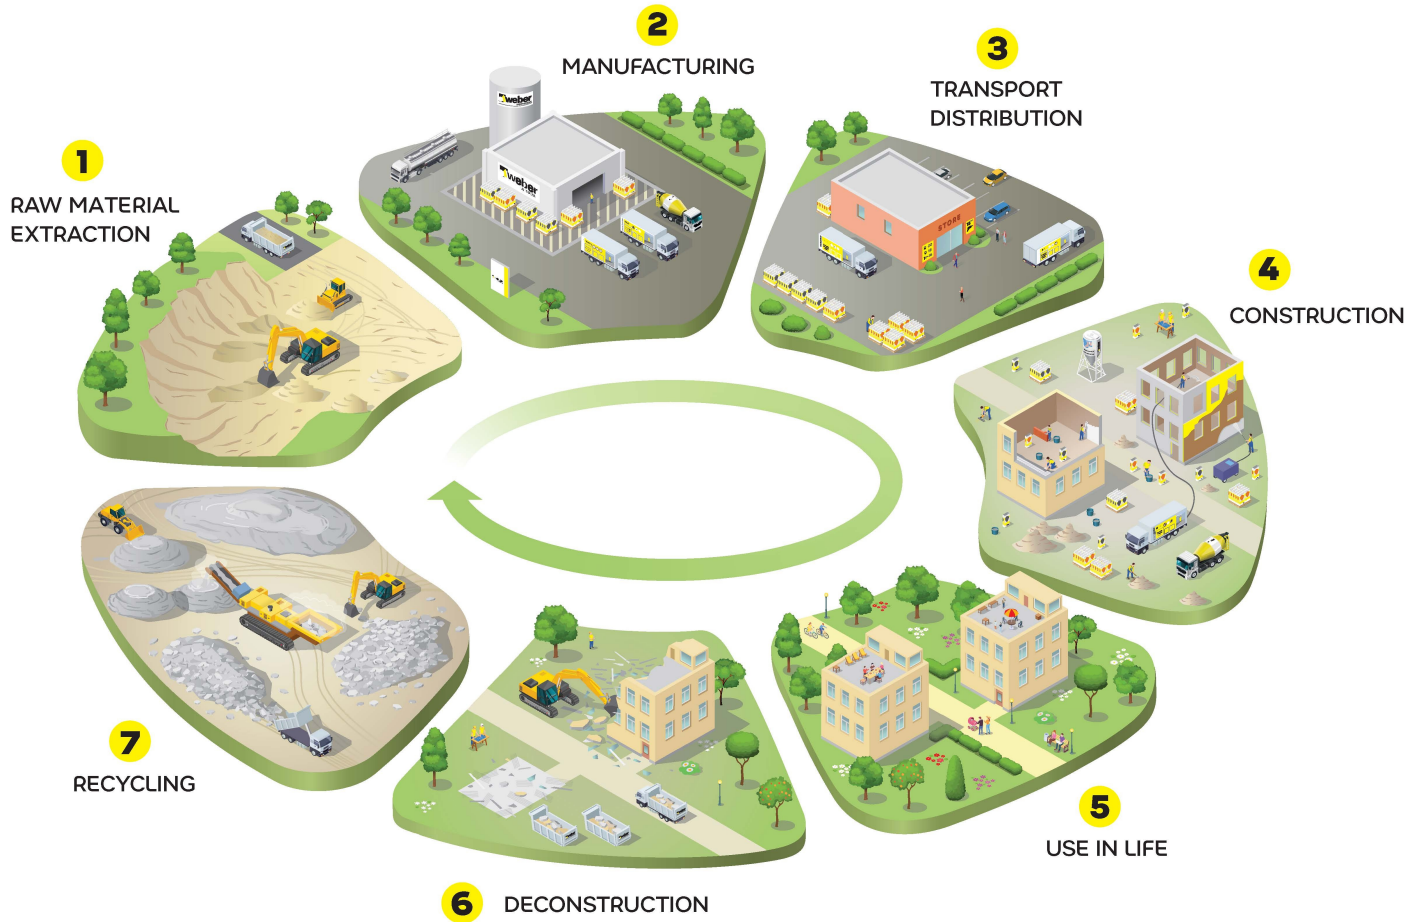 1
RAW MATERIAL
EXTRACTION
2
MANUFACTURING
weber
weber
3
TRANSPORT
DISTRIBUTION
STORE
4
CONSTRUCTION
5
USE IN LIFE
6
DECONSTRUCTION
7
RECYCLING